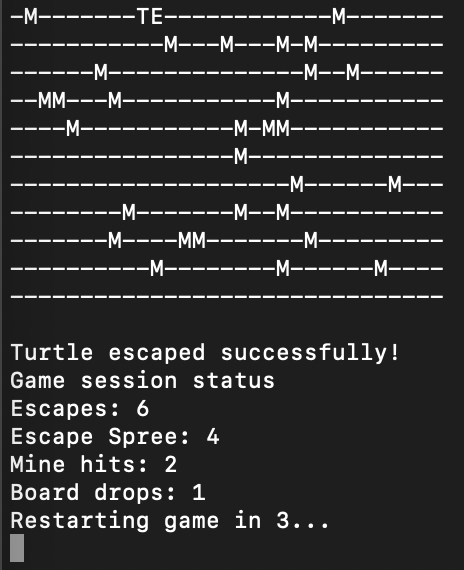 -M-------TE------------M-------
-----------M---M---M-M---------
------M--------------M--M------
--MM---M-----------M-----------
----M-----------M-MM-----------
----------------M--------------
--------------------M------M---
--------M-------M--M-----------
-------M----MM-------M---------
----------M--------M------M----
-------------------------------
Turtle escaped successfully!
Game session status
Escapes: 6
Escape Spree: 4
Mine hits: 2
Board drops: 1
Restarting game in 3...